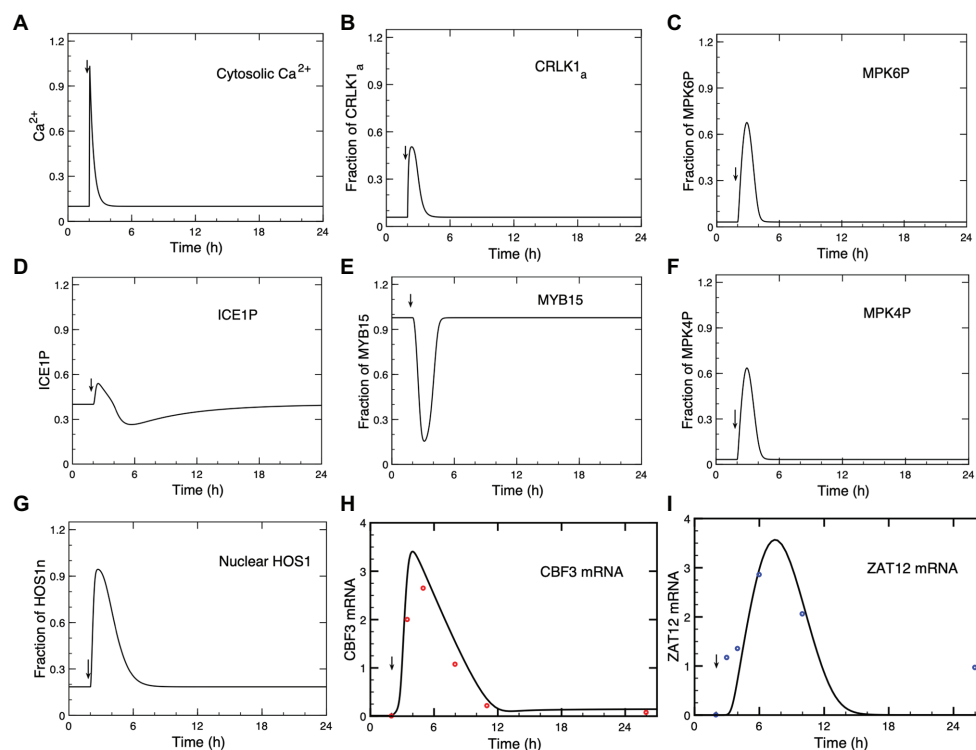 A
Cytosolic Ca2+
Ca2+
1.2
0.9
0.6
0.3
0
0 6 12 18 24
Time (h)
B
CRLK1a
Fraction of CRLK1a
1.2
0.9
0.6
0.3
0
0 6 12 18 24
Time (h)
C
MPK6P
Fraction of MPK6P
1.2
0.9
0.6
0.3
0
0 6 12 18 24
Time (h)
D
ICE1P
ICE1P
1.2
0.9
0.6
0.3
0
0 6 12 18 24
Time (h)
E
MYB15
Fraction of MYB15
1.2
0.9
0.6
0.3
0
0 6 12 18 24
Time (h)
F
MPK4P
Fraction of MPK4P
1.2
0.9
0.6
0.3
0
0 6 12 18 24
Time (h)
G
Nuclear HOS1
Fraction of HOS1n
1.2
0.9
0.6
0.3
0
0 6 12 18 24
Time (h)
H
CBF3 mRNA
CBF3 mRNA
4
3
2
1
0
0 6 12 18 24
Time (h)
I
ZAT12 mRNA
ZAT12 mRNA
4
3
2
1
0
0 6 12 18 24
Time (h)